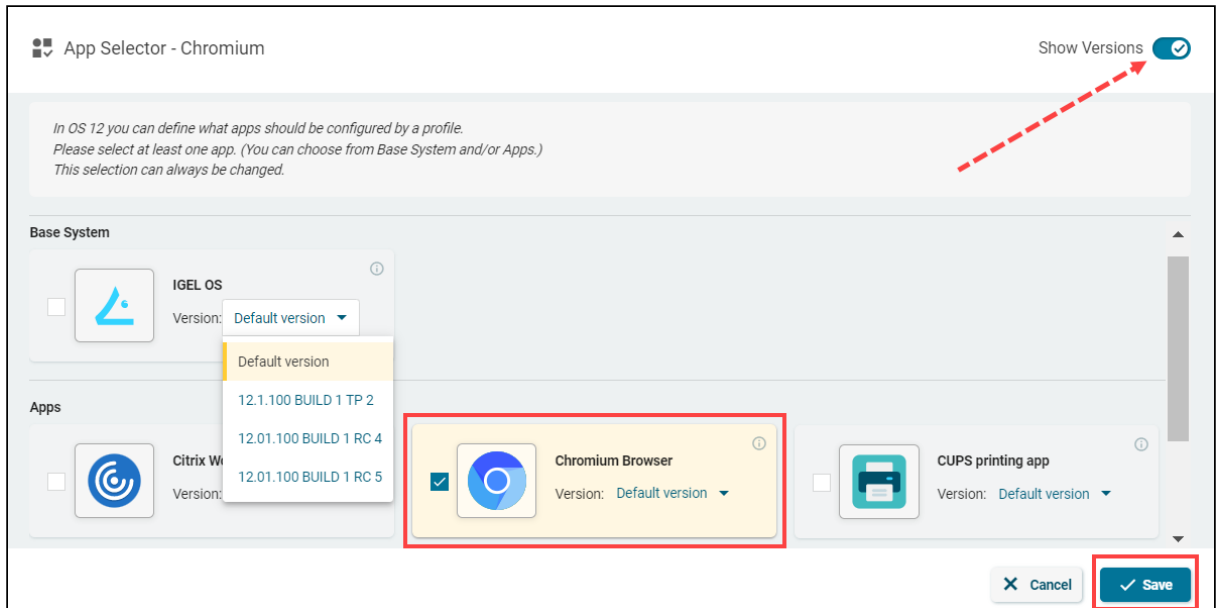 App Selector - Chromium
Show Versions
In OS 12 you can define what apps should be configured by a profile.
Please select at least one app. (You can choose from Base System and/or Apps.)
This selection can always be changed.
Base System
IGEL OS
Version: Default version
Default version
12.1.100 BUILD 1 TP 2
12.01.100 BUILD 1 RC 4
12.01.100 BUILD 1 RC 5
Apps
Citrix
Version:
Chromium Browser
Version: Default version
CUPS printing app
Version: Default version
Cancel
Save